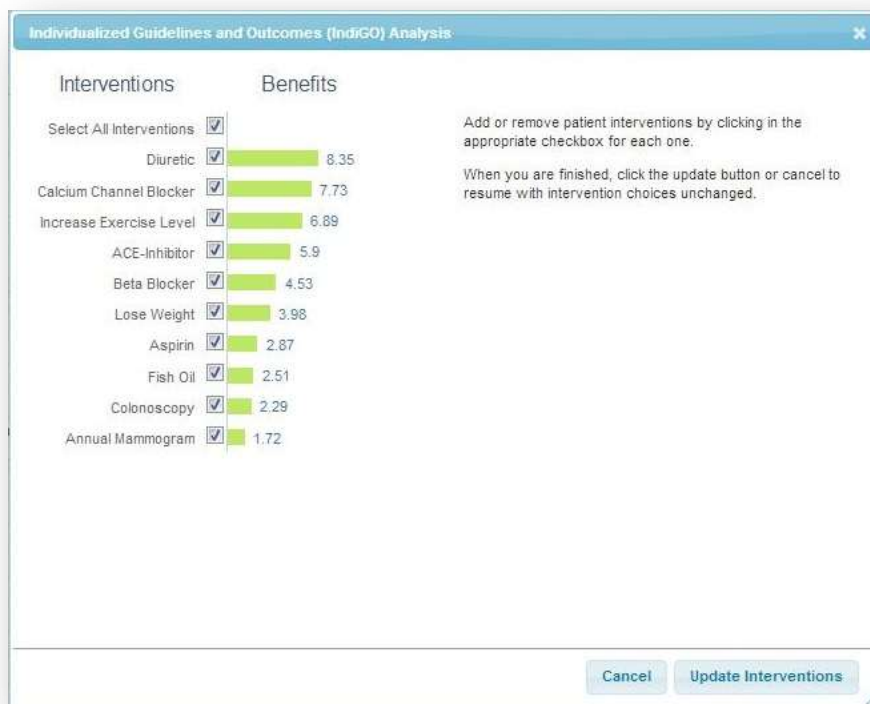 Individualized Guidelines and Outcomes (IndiGO) Analysis
Interventions Benefits
Select All Interventions
Diuretic 8.35
Calcium Channel Blocker 7.73
Increase Exercise Level 6.89
ACE-Inhibitor 5.9
Beta Blocker 4.53
Lose Weight 3.98
Aspirin 2.87
Fish Oil 2.51
Colonoscopy 2.29
Annual Mammogram 1.72
Add or remove patient interventions by clicking in the
appropriate checkbox for each one.
When you are finished, click the update button or cancel to
resume with intervention choices unchanged.
Cancel Update Interventions